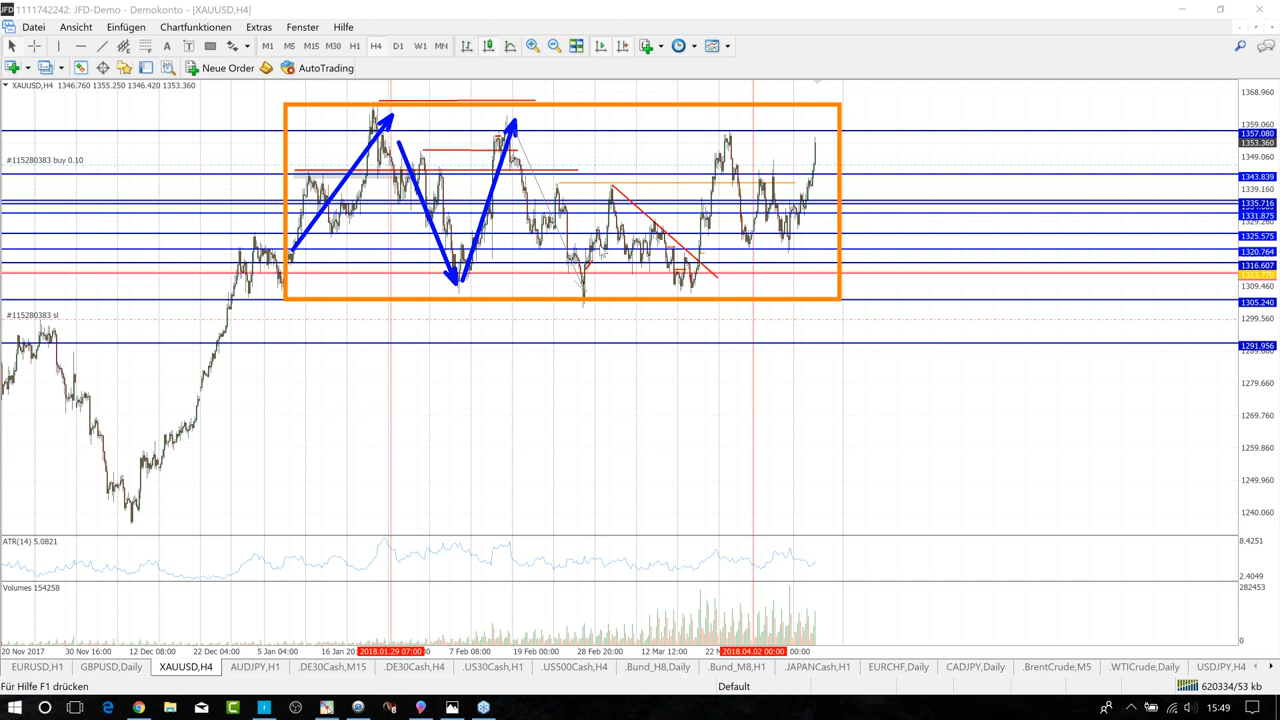 1111742242: JFD-Demo - Demokonto - [XAUUSD,H4]
Datei Ansicht Einfügen Chartfunktionen Extras Fenster Hilfe
M1 M5 M15 M30 H1 H4 D1 W1 MN
Neue Order AutoTrading
XAUUSD,H4 1346.760 1355.250 1346.420 1353.360
1368.960
1359.060
1357.080
1353.360
#115280383 buy 0.10
1349.060
1343.839
1339.160
1335.716
1331.875
1325.575
1320.764
1316.607
1309.460
1305.240
#115280383 sl
1299.560
1291.956
1279.660
1269.760
1259.860
1249.960
1240.060
ATR(14) 5.0821
8.4251
2.4049
Volumes 154258
282453
0
20 Nov 2017 30 Nov 16:00 12 Dec 08:00 22 Dec 04:00 5 Jan 04:00 2018.01.29 07:00 7 Feb 08:00 19 Feb 00:00 28 Feb 20:00 12 Mar 12:00 2018.04.02 00:00
EURUSD,H1 GBPUSD,Daily XAUUSD,H4 AUDJPY,H1 .DE30Cash,M15 .DE30Cash,H4 .US30Cash,H1 .US500Cash,H4 .Bund_H8,Daily .Bund_M8,H1 .JAPANCash,H1 EURCHF,Daily CADJPY,Daily .BrentCrude,M5 .WTICrude,Daily USDJPY,H4
Für Hilfe F1 drücken Default 620334/53 kb
15:49